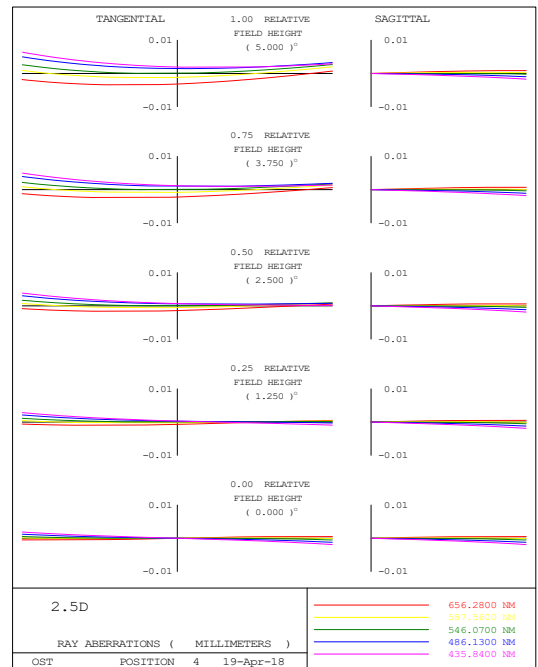 TANGENTIAL 1.00 RELATIVE SAGITTAL
FIELD HEIGHT
( 5.000 )°
0.01 0.01
-0.01 -0.01
0.75 RELATIVE
FIELD HEIGHT
( 3.750 )°
0.01 0.01
-0.01 -0.01
0.50 RELATIVE
FIELD HEIGHT
( 2.500 )°
0.01 0.01
-0.01 -0.01
0.25 RELATIVE
FIELD HEIGHT
( 1.250 )°
0.01 0.01
-0.01 -0.01
0.00 RELATIVE
FIELD HEIGHT
( 0.000 )°
0.01 0.01
-0.01 -0.01
2.5D
RAY ABERRATIONS ( MILLIMETERS )
OST POSITION 4 19-Apr-18
656.2800 NM
NM
546.0700 NM
486.1300 NM
435.8400 NM